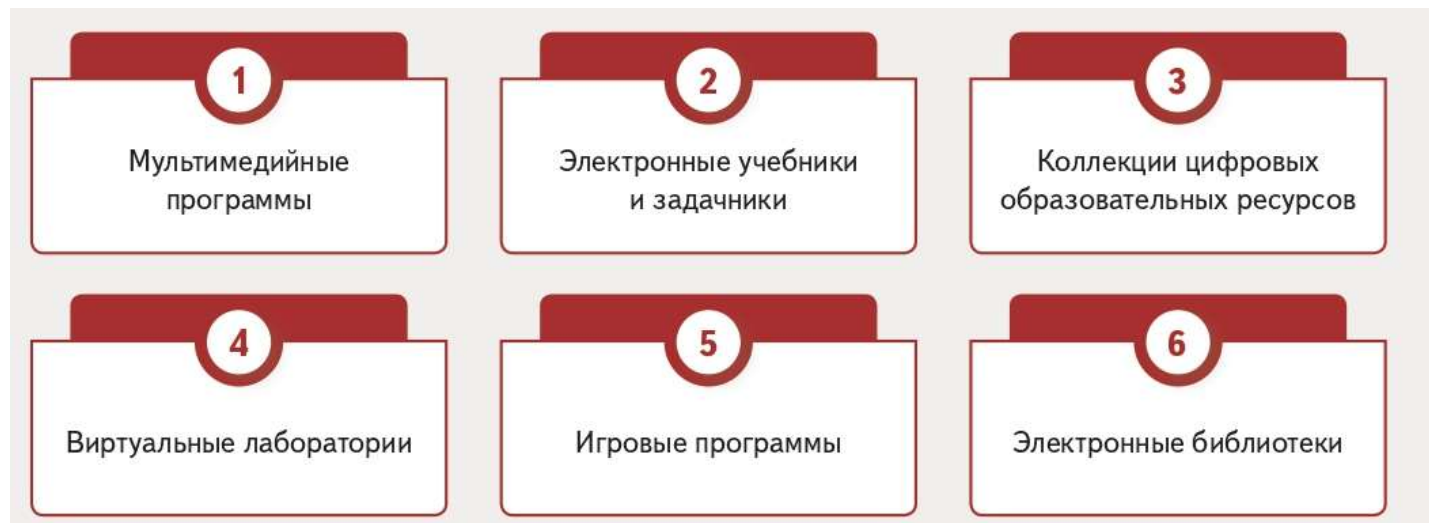 1
Мультимедийные
программы
2
Электронные учебники
и задачники
3
Коллекции цифровых
образовательных ресурсов
4
Виртуальные лаборатории
5
Игровые программы
6
Электронные библиотеки